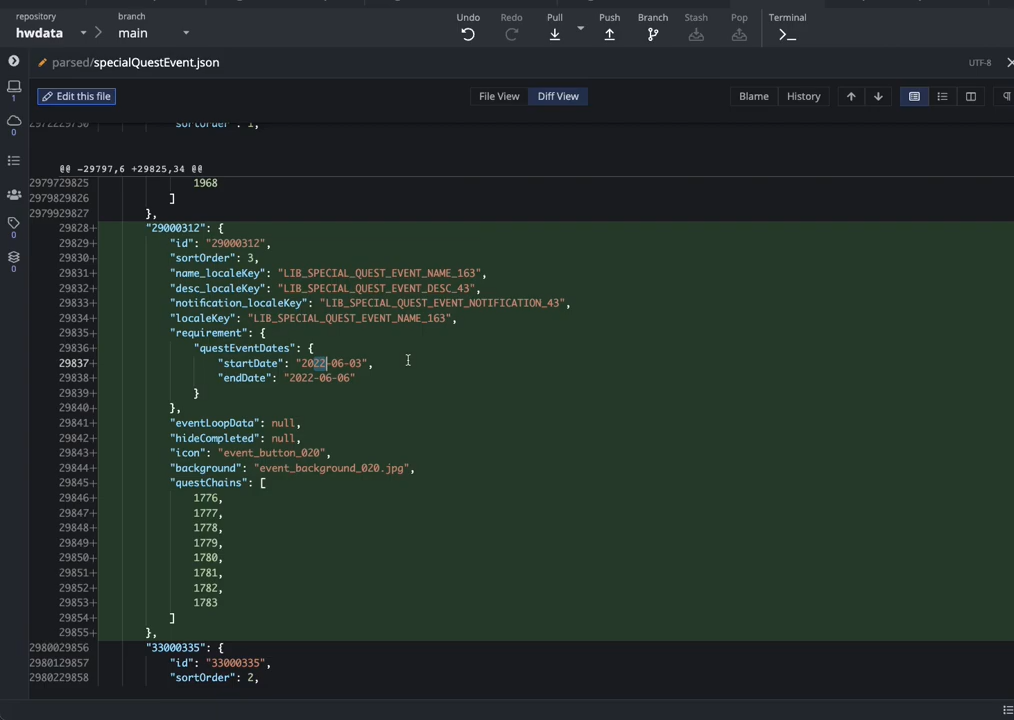 repository
branch
hwdata
main
Undo
Redo
Pull
Push
Branch
Stash
Pop
Terminal
parsed/specialQuestEvent.json
UTF-8
Edit this file
File View
Diff View
Blame
History
1
0
0
0
@@ -29797,6 +29825,34 @@
2979729825 1968
2979829826 ]
2979929827 },
29828+ "29000312": {
29829+ "id": "29000312",
29830+ "sortOrder": 3,
29831+ "name_localeKey": "LIB_SPECIAL_QUEST_EVENT_NAME_163",
29832+ "desc_localeKey": "LIB_SPECIAL_QUEST_EVENT_DESC_43",
29833+ "notification_localeKey": "LIB_SPECIAL_QUEST_EVENT_NOTIFICATION_43",
29834+ "localeKey": "LIB_SPECIAL_QUEST_EVENT_NAME_163",
29835+ "requirement": {
29836+ "questEventDates": {
29837+ "startDate": "2022-06-03",
29838+ "endDate": "2022-06-06"
29839+ }
29840+ },
29841+ "eventLoopData": null,
29842+ "hideCompleted": null,
29843+ "icon": "event_button_020",
29844+ "background": "event_background_020.jpg",
29845+ "questChains": [
29846+ 1776,
29847+ 1777,
29848+ 1778,
29849+ 1779,
29850+ 1780,
29851+ 1781,
29852+ 1782,
29853+ 1783
29854+ ]
29855+ },
2980029856 "33000335": {
2980129857 "id": "33000335",
2980229858 "sortOrder": 2,